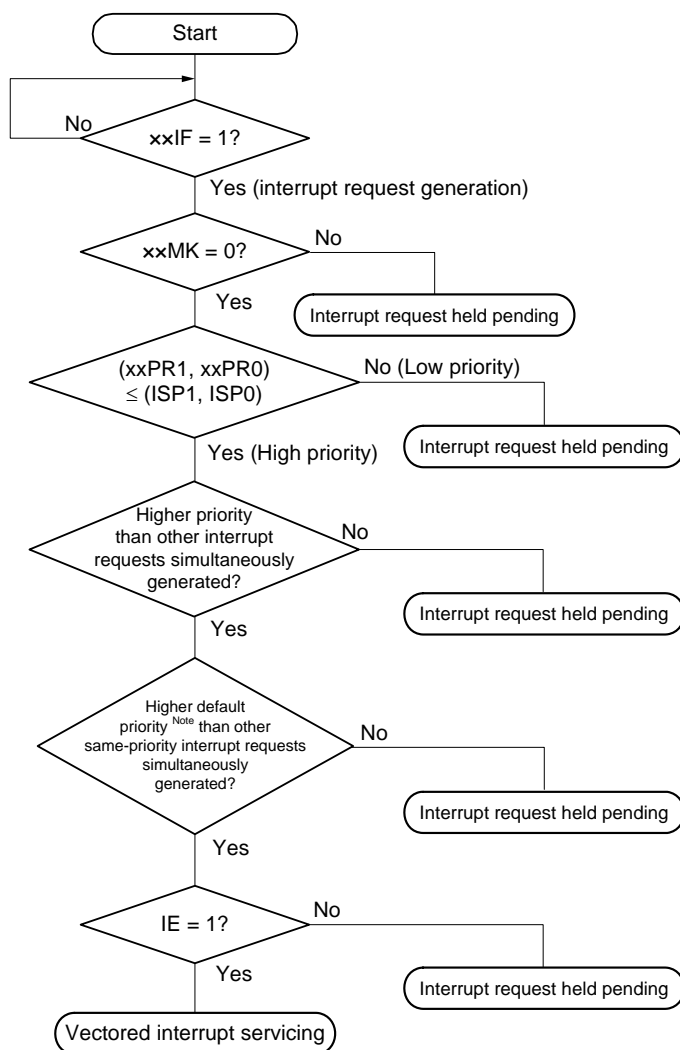 Start
No
××IF = 1?
Yes (interrupt request generation)
××MK = 0?
No
Interrupt request held pending
Yes
(xxPR1, xxPR0)
≤ (ISP1, ISP0)
No (Low priority)
Interrupt request held pending
Yes (High priority)
Higher priority
than other interrupt
requests simultaneously
generated?
No
Interrupt request held pending
Yes
Higher default
priority Note than other
same-priority interrupt requests
simultaneously
generated?
No
Interrupt request held pending
Yes
IE = 1?
No
Interrupt request held pending
Yes
Vectored interrupt servicing